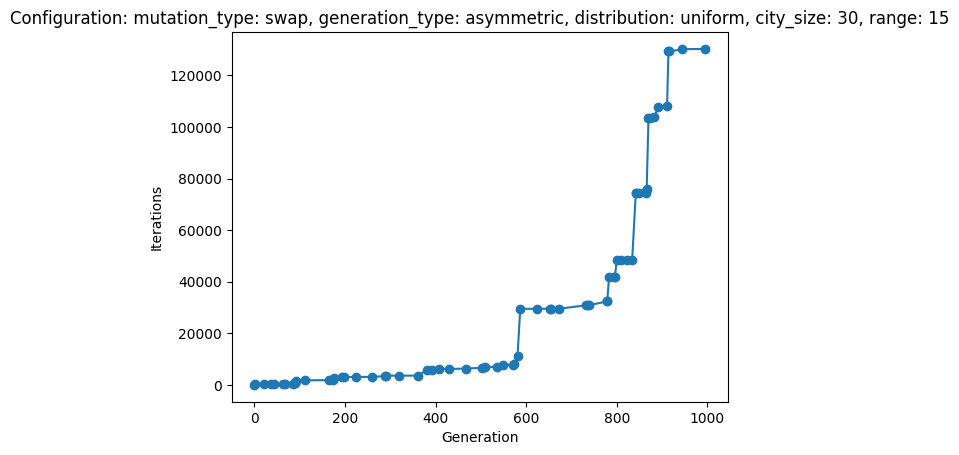 Configuration: mutation_type: swap, generation_type: asymmetric, distribution: uniform, city_size: 30, range: 15
120000
100000
80000
60000
40000
20000
0
Iterations
0 200 400 600 800 1000
Generation